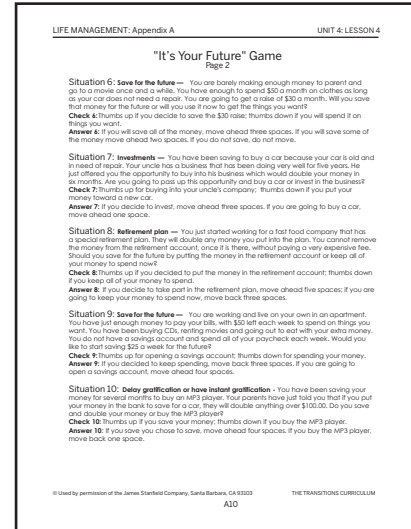 LIFE MANAGEMENT: Appendix A UNIT 4: LESSON 4
"It's Your Future" Game
Page 2
Situation 6: Save for the future — You are barely making enough money to parent and
go to a movie once and a while. You have enough to spend $50 a month on clothes as long
as your car does not need a repair. You are going to get a raise of $30 a month. Will you save
that money for the future or will you use it now to get the things you want?
Check 6: Thumbs up if you decide to save the $30 raise; thumbs down if you will spend it on
things you want.
Answer 6: If you will save all of the money, move ahead three spaces. If you will save some of
the money move ahead two spaces. If you do not save, do not move.
Situation 7: Investments — You have been saving to buy a car because your car is old and
in need of repair. Your uncle has a business that has been doing very well for five years. He
just offered you the opportunity to buy into his business which would double your money in
six months. Are you going to pass up this opportunity and buy a car or invest in the business?
Check 7: Thumbs up for buying into your uncle's company; thumbs down if you put your
money toward a new car.
Answer 7: If you decide to invest, move ahead three spaces. If you are going to buy a car,
move ahead one space.
Situation 8: Retirement plan — You just started working for a fast food company that has
a special retirement plan. They will double any money you put into the plan. You cannot remove
the money from the retirement account, once it is there, without paying a very expensive fee.
Should you save for the future by putting the money in the retirement account or keep all of
your money to spend now?
Check 8: Thumbs up if you decided to put the money in the retirement account; thumbs down
if you keep all of your money to spend.
Answer 8: If you decide to take part in the retirement plan, move ahead five spaces; if you are
going to keep your money to spend now, move back three spaces.
Situation 9: Save for the future — You are working and live on your own in an apartment.
You have just enough money to pay your bills, with $50 left each week to spend on things you
want. You have been buying CDs, renting movies and going out to eat with your extra money.
You do not have a savings account and spend all of your paycheck each week. Would you
like to start saving $25 a week for the future?
Check 9: Thumbs up for opening a savings account; thumbs down for spending your money.
Answer 9: If you decided to keep spending, move back three spaces. If you are going to
open a savings account, move ahead four spaces.
Situation 10: Delay gratification or have instant gratification - You have been saving your
money for several months to buy an MP3 player. Your parents have just told you that if you put
your money in the bank to save for a car, they will double anything over $100.00. Do you save
and double your money or buy the MP3 player?
Check 10: Thumbs up if you save your money; thumbs down if you buy the MP3 player.
Answer 10: If you save you chose to save, move ahead four spaces. If you buy the MP3 player,
move back one space.
© Used by permission of the James Stanfield Company, Santa Barbara, CA 93103 THE TRANSITIONS CURRICULUM
A10